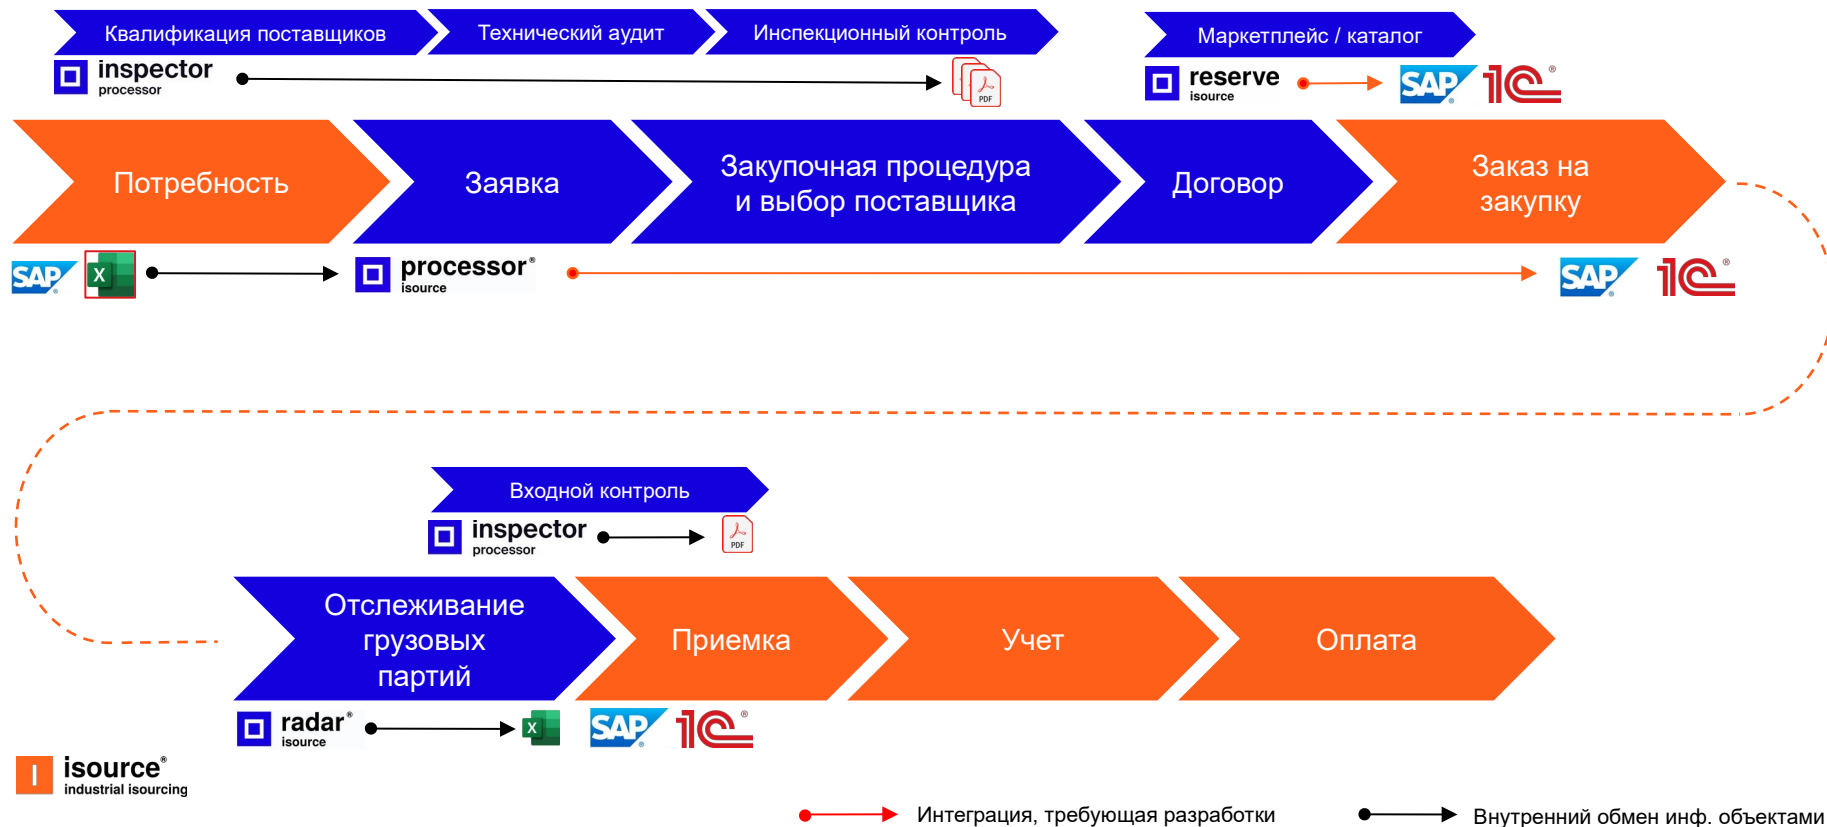 Квалификация поставщиков
Технический аудит
Инспекционный контроль
Маркетплейс / каталог
inspector
processor
PDF
reserve
isource
SAP®
1C®
Потребность
Заявка
Закупочная процедура
и выбор поставщика
Договор
Заказ на
закупку
SAP®
X
processor®
isource
SAP®
1C®
Входной контроль
inspector
processor
PDF
Отслеживание
грузовых
партий
Приемка
Учет
Оплата
radar®
isource
X
SAP®
1C®
I
isource®
industrial isourcing
Интеграция, требующая разработки
Внутренний обмен инф. объектами